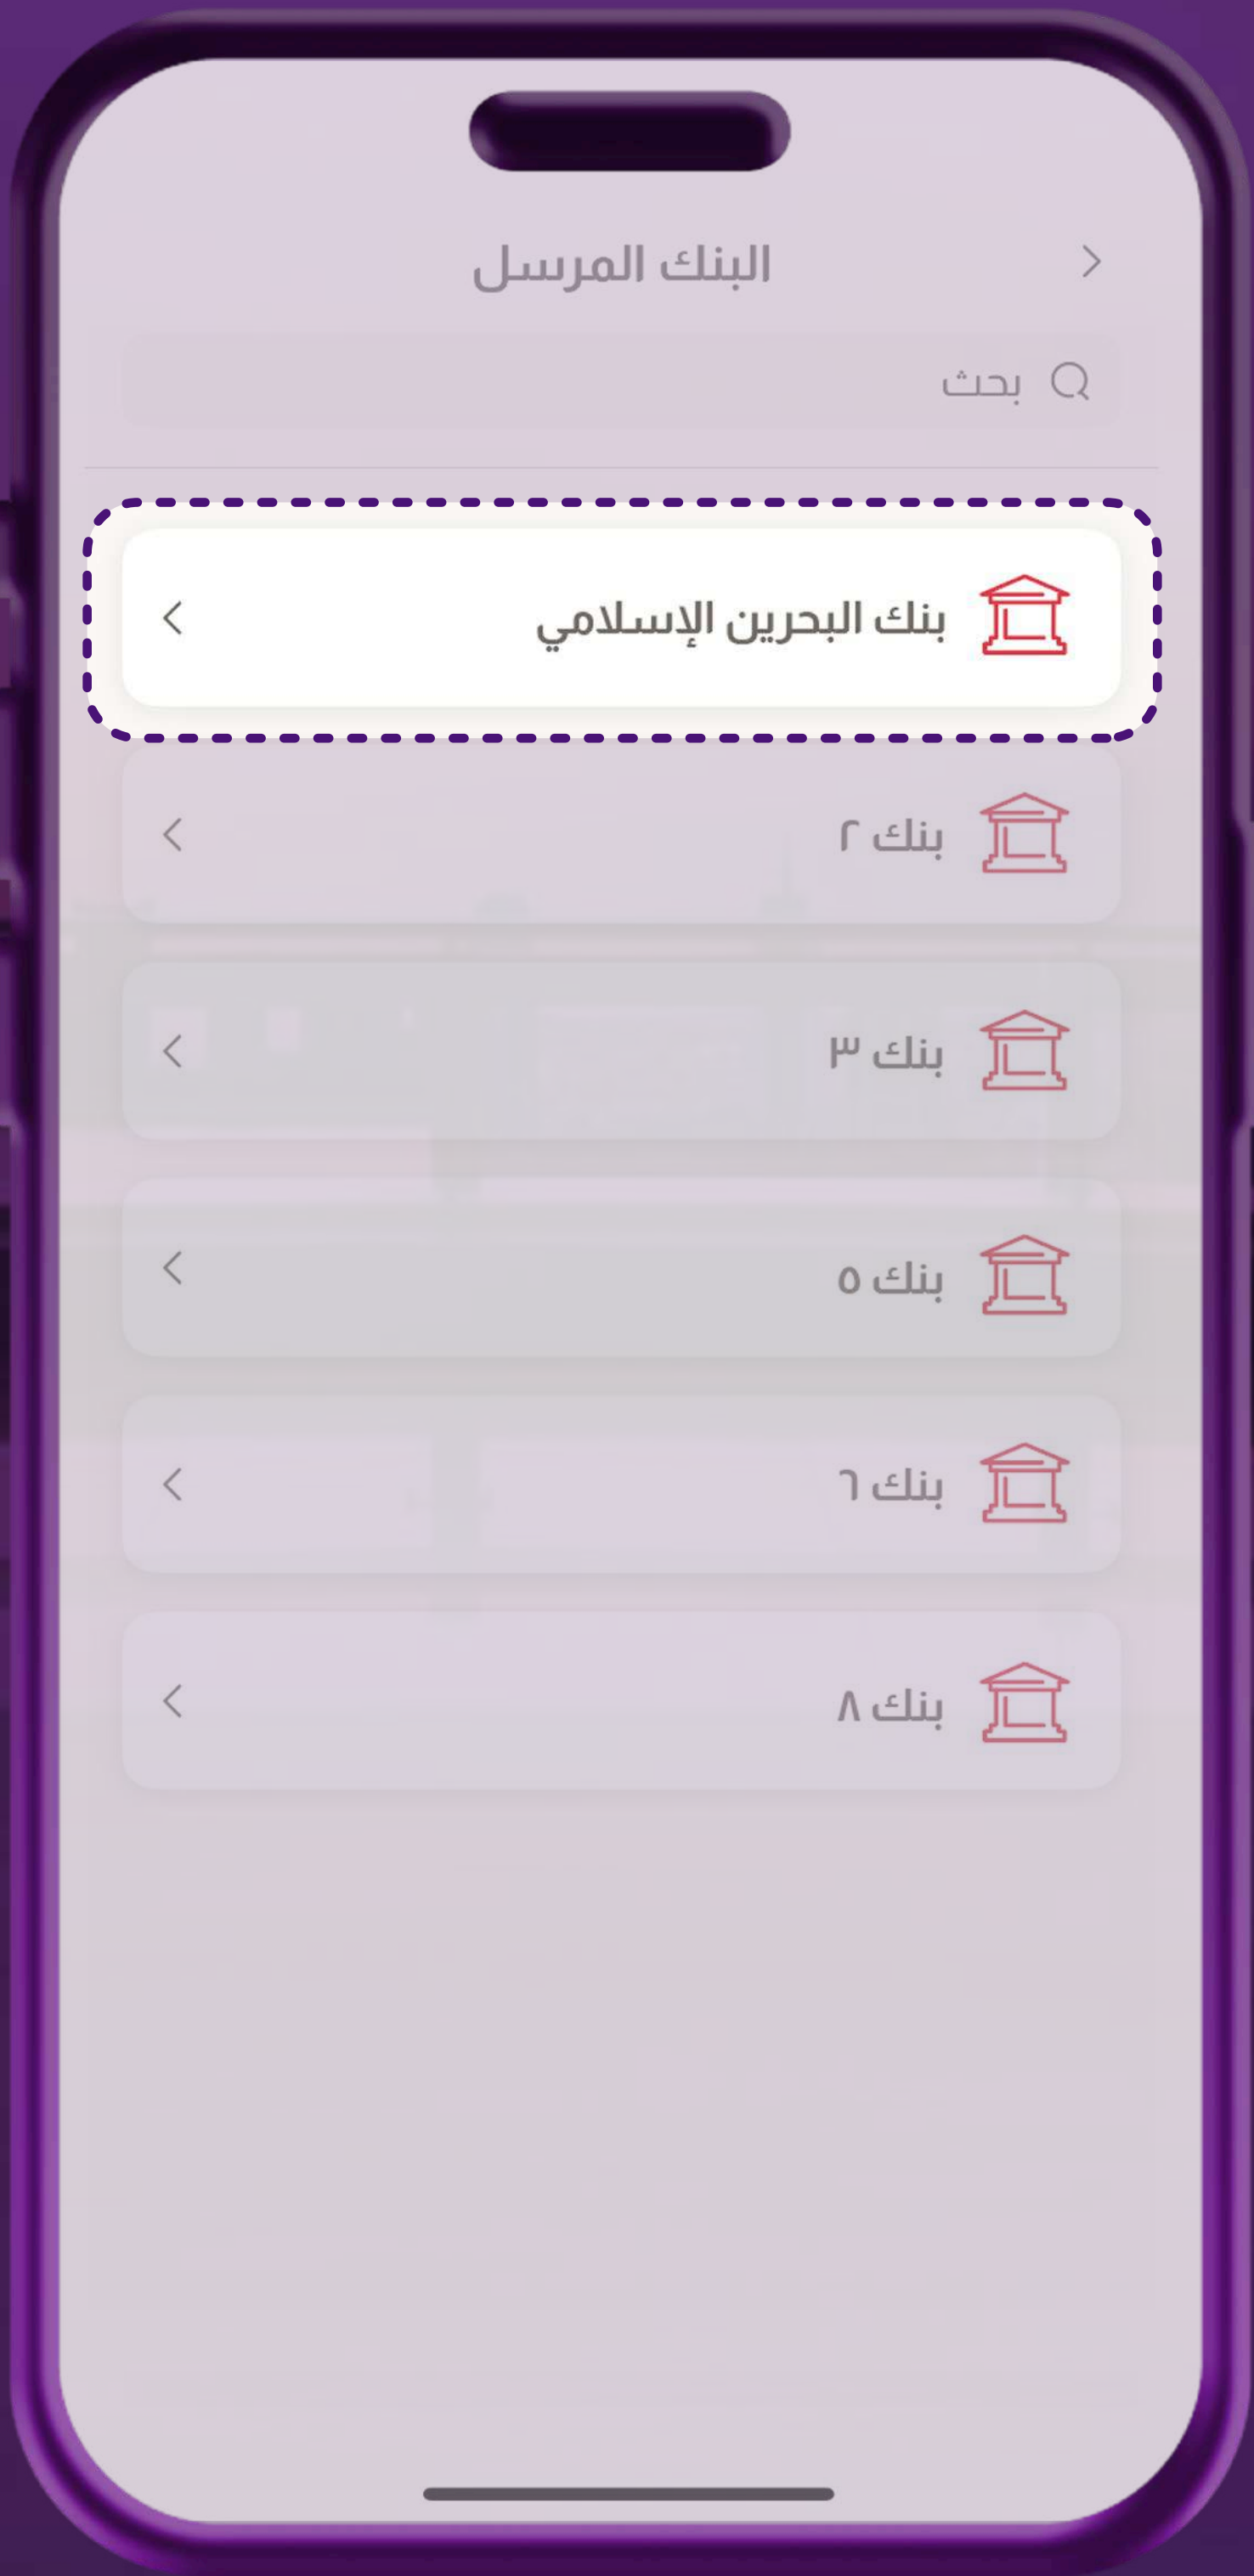 البنك المرسل
بحث
بنك البحرين الإسلامي
بنك ٢
بنك ٣
بنك ٥
بنك ٦
بنك ٨